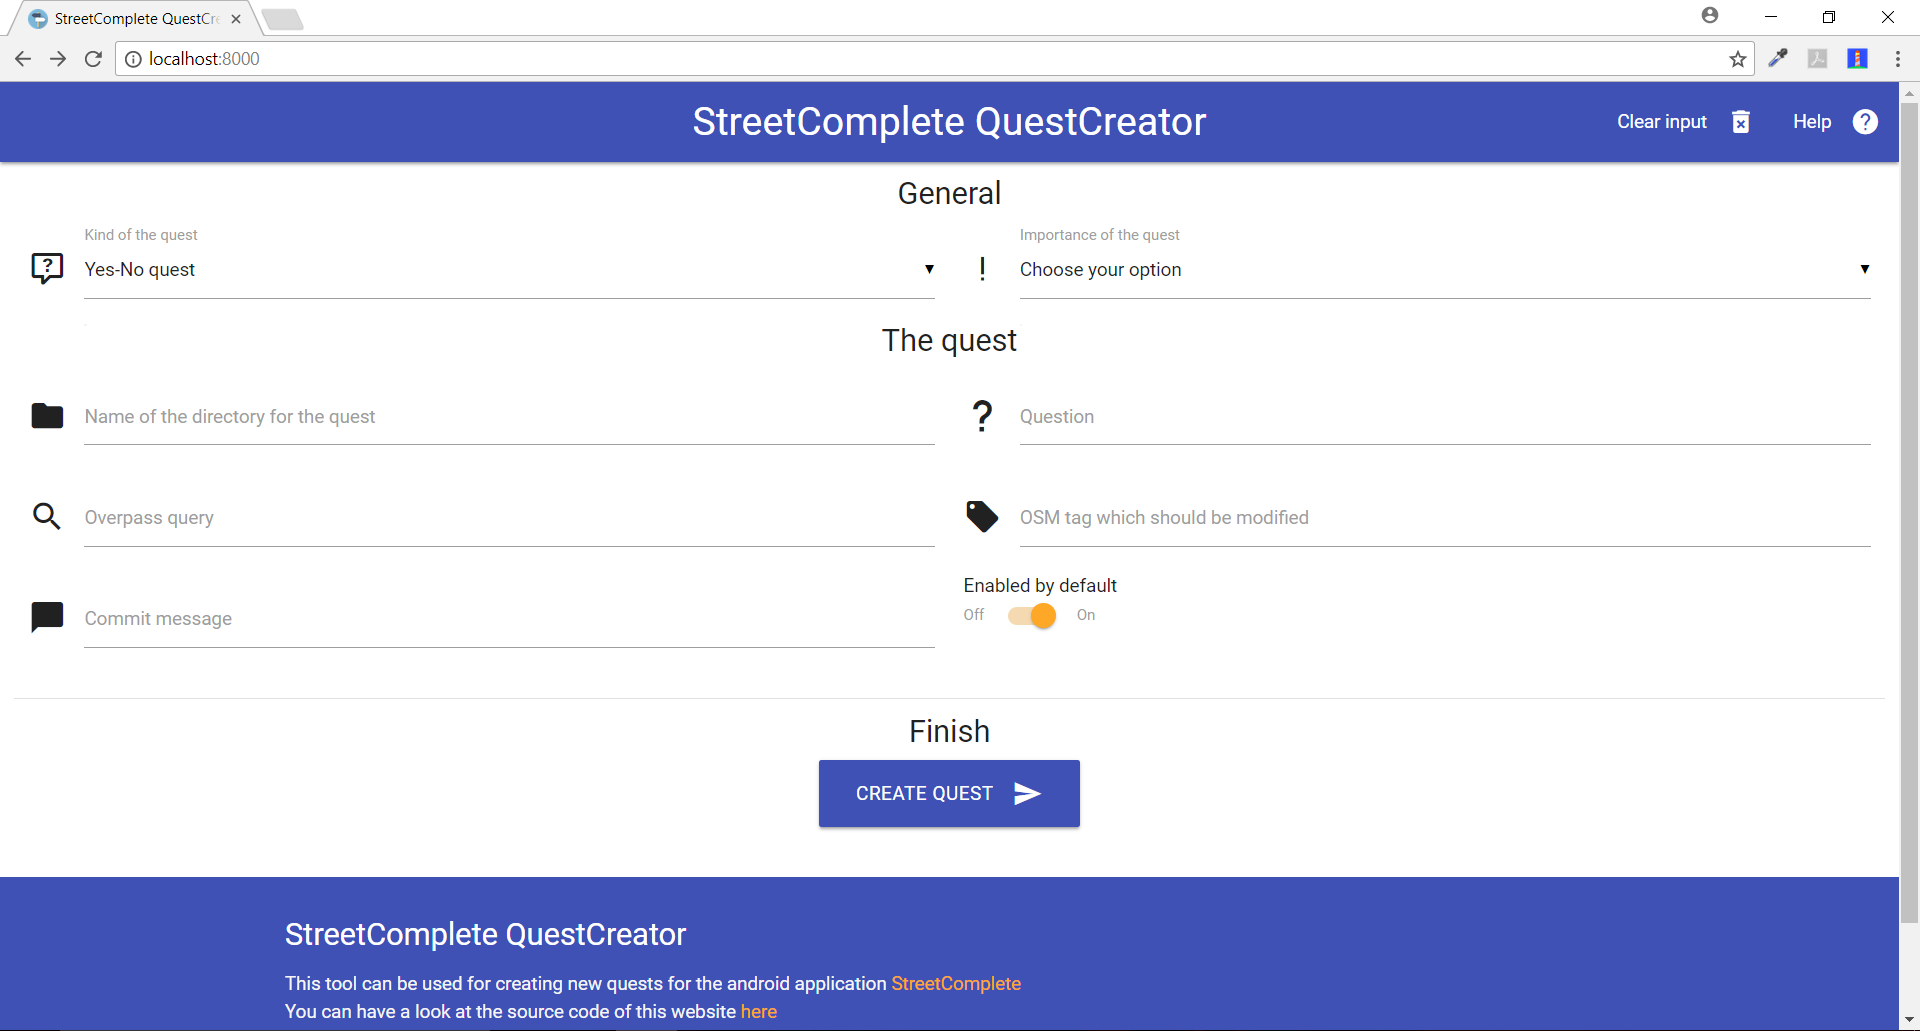 StreetComplete QuestCre
localhost:8000
StreetComplete QuestCreator
Clear input
Help
General
Kind of the quest
Yes-No quest
Importance of the quest
Choose your option
The quest
Name of the directory for the quest
Question
Overpass query
OSM tag which should be modified
Commit message
Enabled by default
Off On
Finish
CREATE QUEST
StreetComplete QuestCreator
This tool can be used for creating new quests for the android application StreetComplete
You can have a look at the source code of this website here